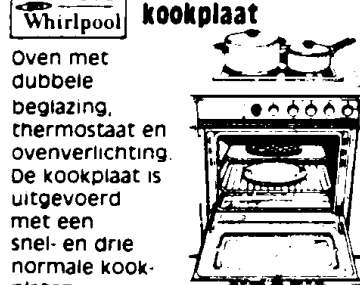 Whirlpool
kookplaat
Oven met
dubbele
beglazing,
thermostaat en
ovenverlichting.
De kookplaat is
uitgevoerd
met een
snel- en drie
normale kook-